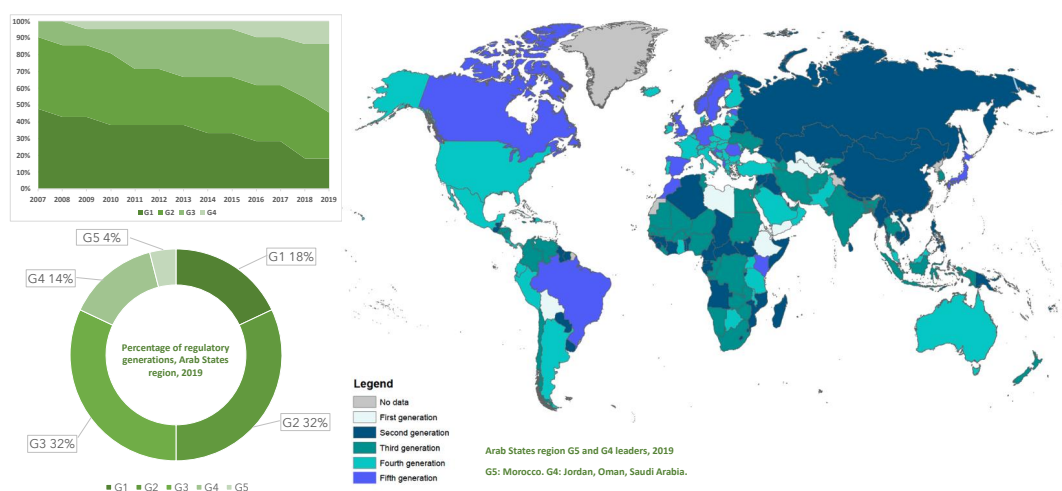 100%
90%
80%
70%
60%
50%
40%
30%
20%
10%
0%
2007 2008 2009 2010 2011 2012 2013 2014 2015 2016 2017 2018 2019
G1 G2 G3 G4
G5 4%
G1 18%
G4 14%
Percentage of regulatory
generations, Arab States
region, 2019
G3 32%
G2 32%
G1 G2 G3 G4 G5
Legend
No data
First generation
Second generation
Third generation
Fourth generation
Fifth generation
Arab States region G5 and G4 leaders, 2019
G5: Morocco. G4: Jordan, Oman, Saudi Arabia.